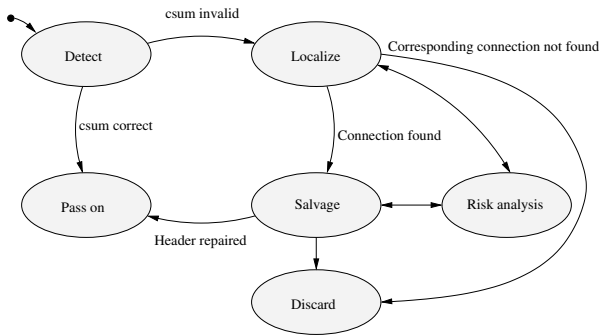 csum invalid
Detect
Localize
Corresponding connection not found
csum correct
Connection found
Pass on
Salvage
Risk analysis
Header repaired
Discard